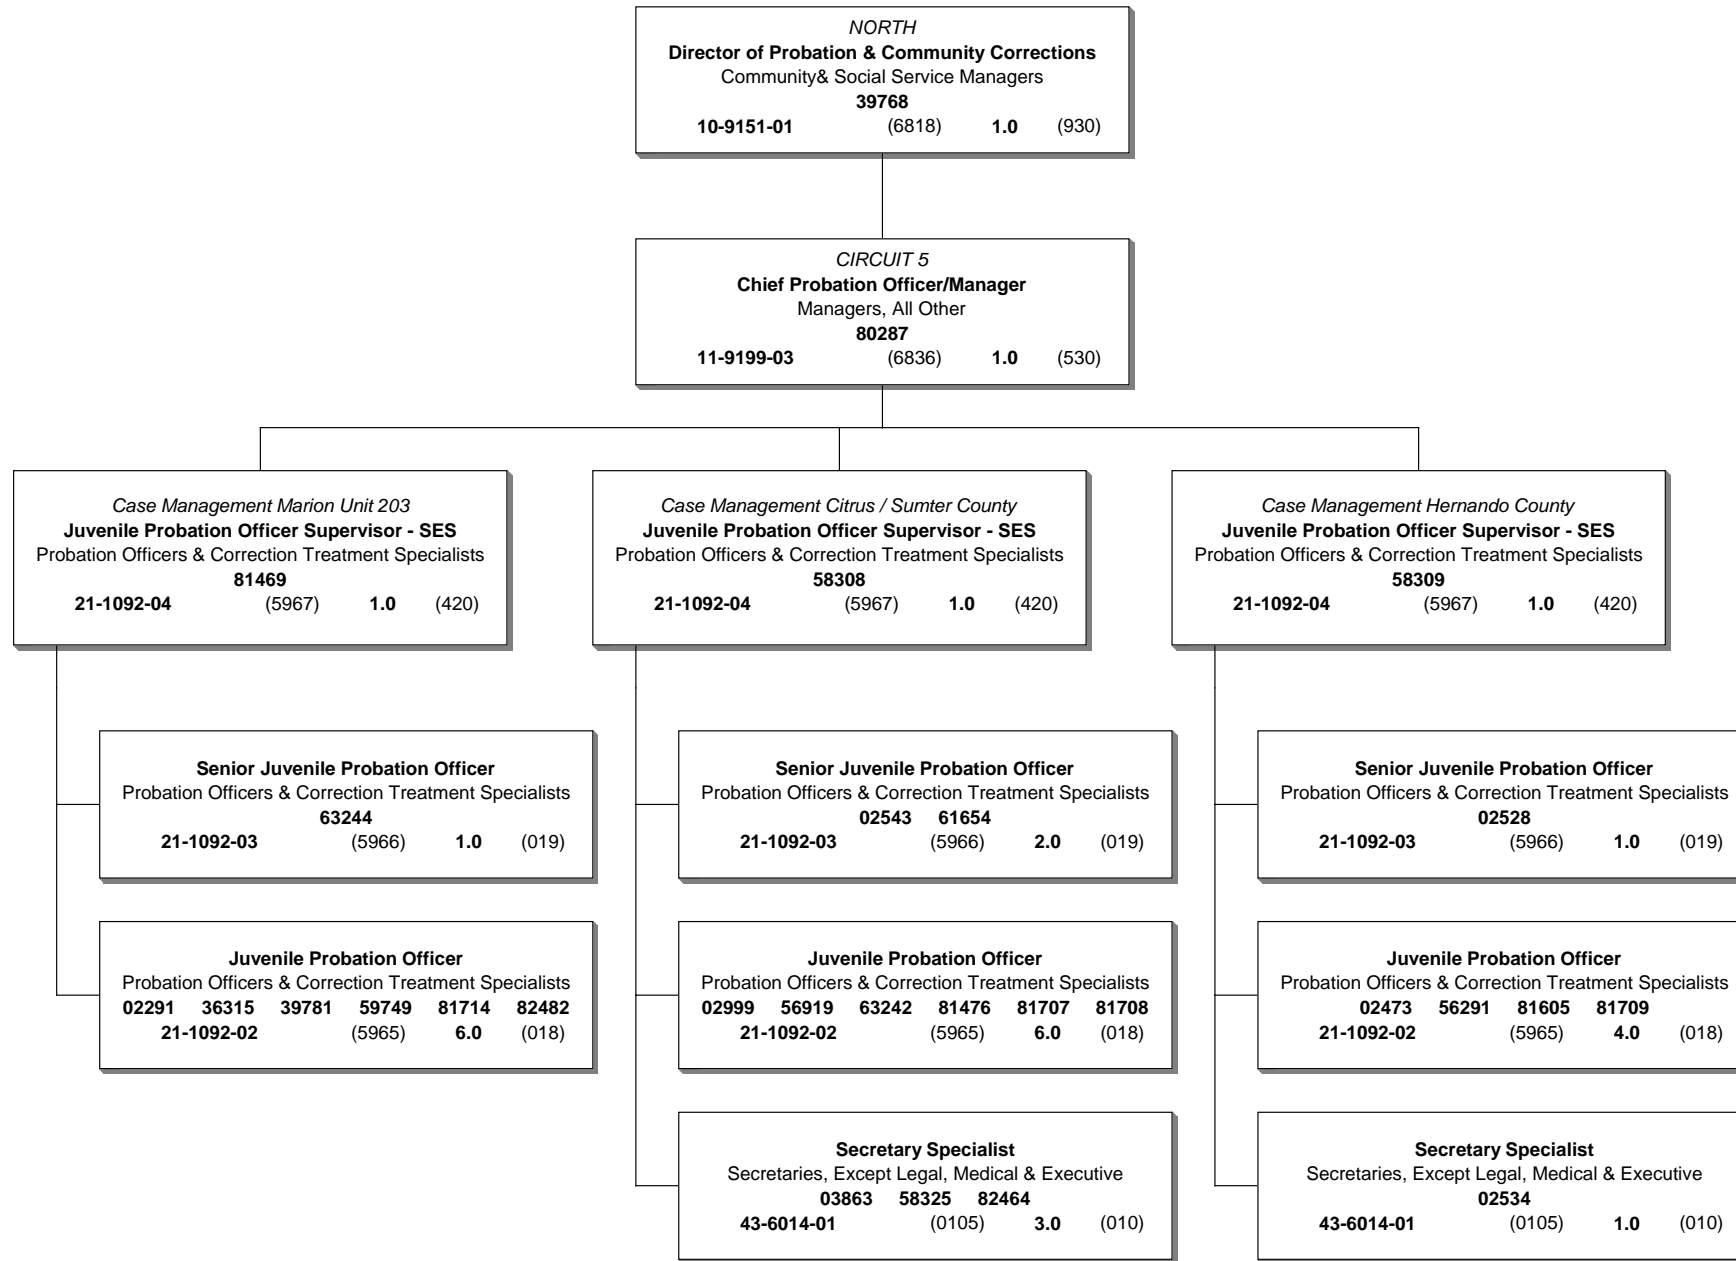 NORTH
Director of Probation & Community Corrections
Community& Social Service Managers
39768
10-9151-01 (6818) 1.0 (930)
CIRCUIT 5
Chief Probation Officer/Manager
Managers, All Other
80287
11-9199-03 (6836) 1.0 (530)
Case Management Marion Unit 203
Juvenile Probation Officer Supervisor - SES
Probation Officers & Correction Treatment Specialists
81469
21-1092-04 (5967) 1.0 (420)
Case Management Citrus / Sumter County
Juvenile Probation Officer Supervisor - SES
Probation Officers & Correction Treatment Specialists
58308
21-1092-04 (5967) 1.0 (420)
Case Management Hernando County
Juvenile Probation Officer Supervisor - SES
Probation Officers & Correction Treatment Specialists
58309
21-1092-04 (5967) 1.0 (420)
Senior Juvenile Probation Officer
Probation Officers & Correction Treatment Specialists
63244
21-1092-03 (5966) 1.0 (019)
Senior Juvenile Probation Officer
Probation Officers & Correction Treatment Specialists
02543 61654
21-1092-03 (5966) 2.0 (019)
Senior Juvenile Probation Officer
Probation Officers & Correction Treatment Specialists
02528
21-1092-03 (5966) 1.0 (019)
Juvenile Probation Officer
Probation Officers & Correction Treatment Specialists
02291 36315 39781 59749 81714 82482
21-1092-02 (5965) 6.0 (018)
Juvenile Probation Officer
Probation Officers & Correction Treatment Specialists
02999 56919 63242 81476 81707 81708
21-1092-02 (5965) 6.0 (018)
Juvenile Probation Officer
Probation Officers & Correction Treatment Specialists
02473 56291 81605 81709
21-1092-02 (5965) 4.0 (018)
Secretary Specialist
Secretaries, Except Legal, Medical & Executive
03863 58325 82464
43-6014-01 (0105) 3.0 (010)
Secretary Specialist
Secretaries, Except Legal, Medical & Executive
02534
43-6014-01 (0105) 1.0 (010)